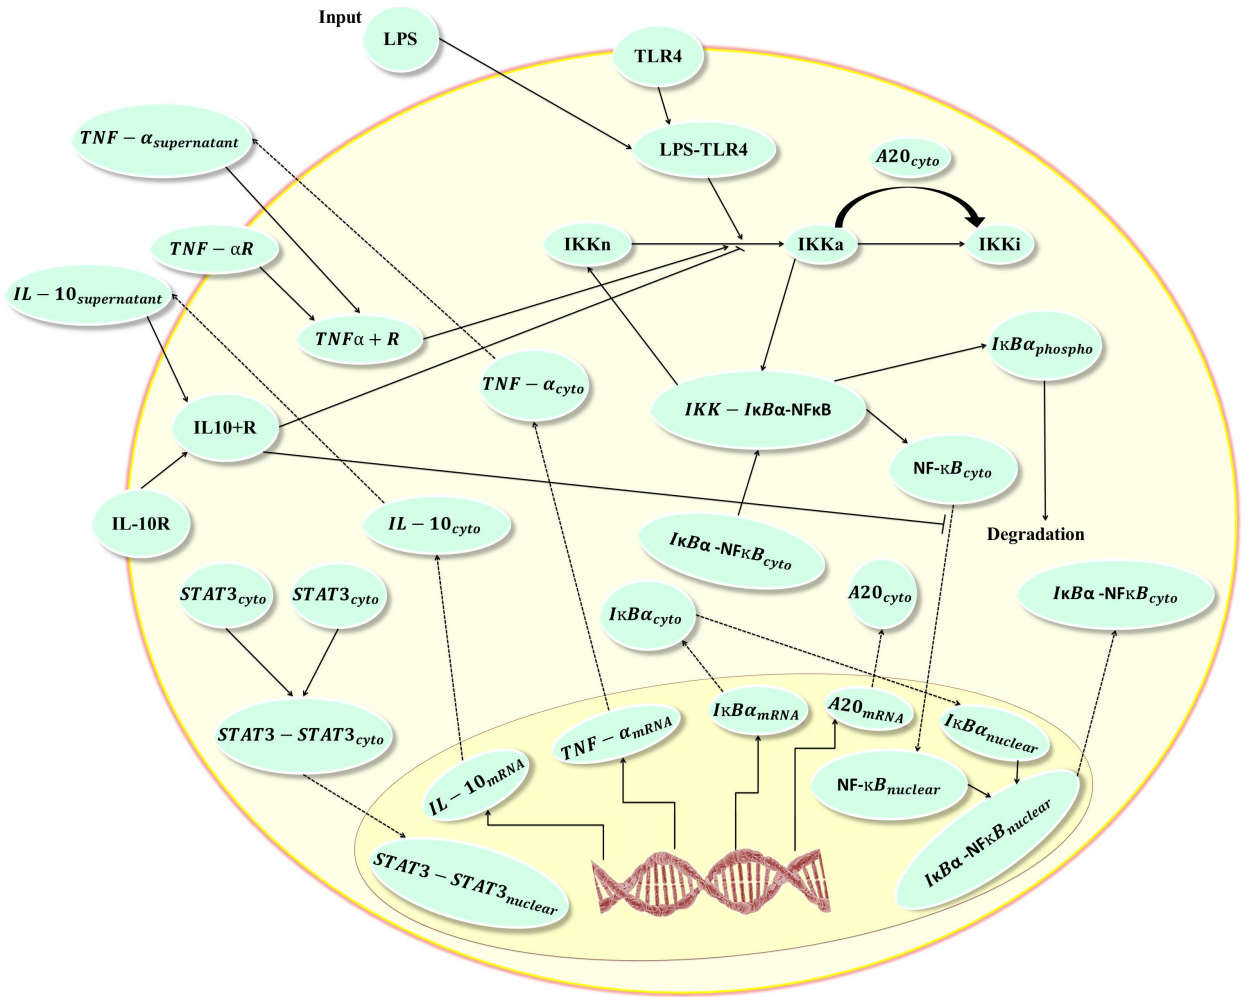 Input
LPS
TLR4
TNF − α_supernatant
LPS-TLR4
A20_cyto
TNF − αR
IKKn
IKKa
IKKi
IL − 10_supernatant
TNFα + R
IκBα_phospho
TNF − α_cyto
IKK − IκBα-NFκB
IL10+R
NF-κB_cyto
IL-10R
IL − 10_cyto
IκBα -NFκB_cyto
Degradation
STAT3_cyto
STAT3_cyto
IκBα_cyto
A20_cyto
IκBα -NFκB_cyto
STAT3 − STAT3_cyto
TNF − α_mRNA
IκBα_mRNA
A20_mRNA
IκBα_nuclear
IL − 10_mRNA
NF-κB_nuclear
IκBα -NFκB_nuclear
STAT3 − STAT3_nuclear